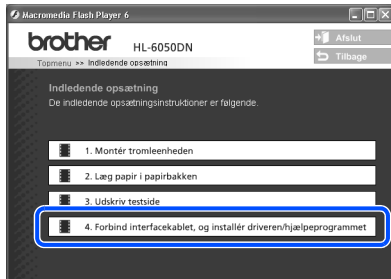 Macromedia Flash Player 6
brother HL-6050DN
Afslut
Topmenu >> Indledende opsætning
Tilbage
Indledende opsætning
De indledende opsætningsinstruktioner er følgende.
1. Montér tromleenheden
2. Læg papir i papirbakken
3. Udskriv testside
4. Forbind interfacekablet, og installér driveren/hjælpeprogrammet